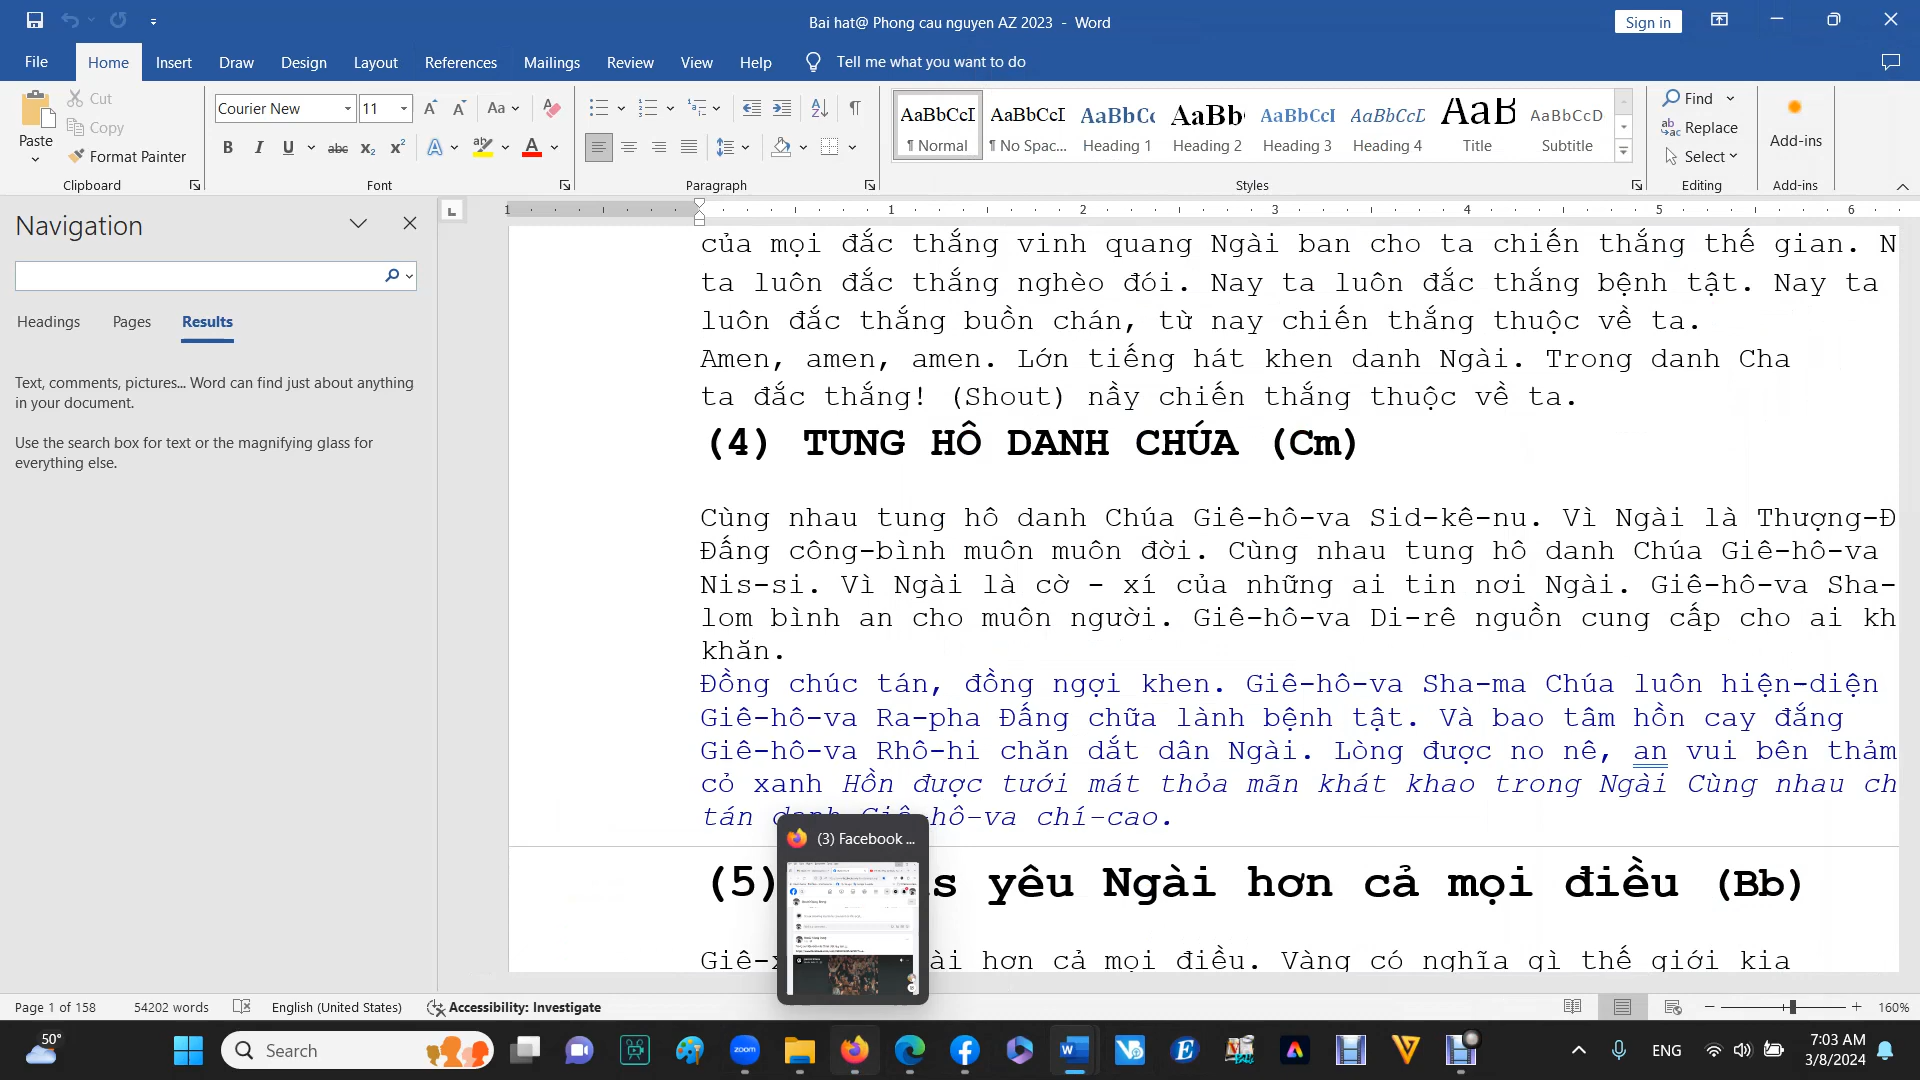 Bai hat@ Phong cau nguyen AZ 2023 - Word
Sign in
File Home Insert Draw Design Layout References Mailings Review View Help Tell me what you want to do
Paste
Cut
Copy
Format Painter
Clipboard
Courier New 11
Font
Paragraph
AaBbCcI AaBbCcI AaBbCc AaBb AaBbCcI AaBbCcD AaB AaBbCcD
¶ Normal ¶ No Spac... Heading 1 Heading 2 Heading 3 Heading 4 Title Subtitle
Styles
Find
Replace
Select
Editing
Add-ins
Add-ins
Navigation
Headings Pages Results
Text, comments, pictures... Word can find just about anything
in your document.
Use the search box for text or the magnifying glass for
everything else.
1 1 2 3 4 5 6
của mọi đắc thắng vinh quang Ngài ban cho ta chiến thắng thế gian. N
ta luôn đắc thắng nghèo đói. Nay ta luôn đắc thắng bệnh tật. Nay ta
luôn đắc thắng buồn chán, từ nay chiến thắng thuộc về ta.
Amen, amen, amen. Lớn tiếng hát khen danh Ngài. Trong danh Cha
ta đắc thắng! (Shout) nầy chiến thắng thuộc về ta.
(4) TUNG HÔ DANH CHÚA (Cm)
Cùng nhau tung hô danh Chúa Giê-hô-va Sid-kê-nu. Vì Ngài là Thượng-Đ
Đấng công-bình muôn muôn đời. Cùng nhau tung hô danh Chúa Giê-hô-va
Nis-si. Vì Ngài là cờ - xí của những ai tin nơi Ngài. Giê-hô-va Sha-
lom bình an cho muôn người. Giê-hô-va Di-rê nguồn cung cấp cho ai kh
khăn.
Đồng chúc tán, đồng ngợi khen. Giê-hô-va Sha-ma Chúa luôn hiện-diện
Giê-hô-va Ra-pha Đấng chữa lành bệnh tật. Và bao tâm hồn cay đắng
Giê-hô-va Rhô-hi chăn dắt dân Ngài. Lòng được no nê, an vui bên thảm
cỏ xanh Hồn được tưới mát thỏa mãn khát khao trong Ngài Cùng nhau ch
tán danh Giê-hô-va chí-cao.
(3) Facebook ...
(5) yêu Ngài hơn cả mọi điều (Bb)
hơn cả mọi điều. Vàng có nghĩa gì thế giới kia
Page 1 of 158 54202 words English (United States) Accessibility: Investigate 160%
50°
Search
zoom
ENG
7:03 AM
3/8/2024